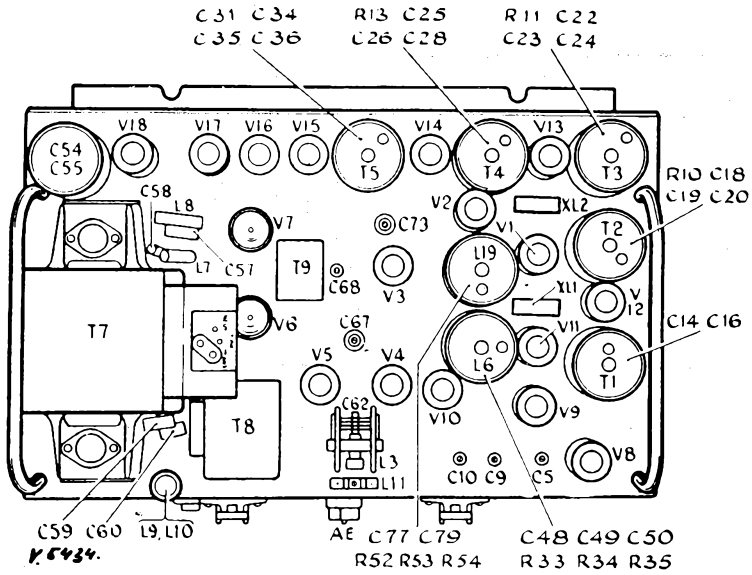 C31 C34
C35 C36
R13 C25
C26 C28
R11 C22
C23 C24
C54
C55
V18
V17
V16
V15
T5
V14
T4
V13
T3
R10 C18
C19 C20
C58
L8
V7
C73
V2
XL2
T2
L7
C57
T9
C68
V3
L19
V1
V
12
XL1
T7
V6
C67
C14 C16
V5
V4
L6
V11
T1
C62
V10
V9
T8
L3
L11
C10
C9
C5
V8
C59
C60
L9, L10
AE
C77 C79
R52 R53 R54
C48 C49 C50
R33 R34 R35
V.5434.